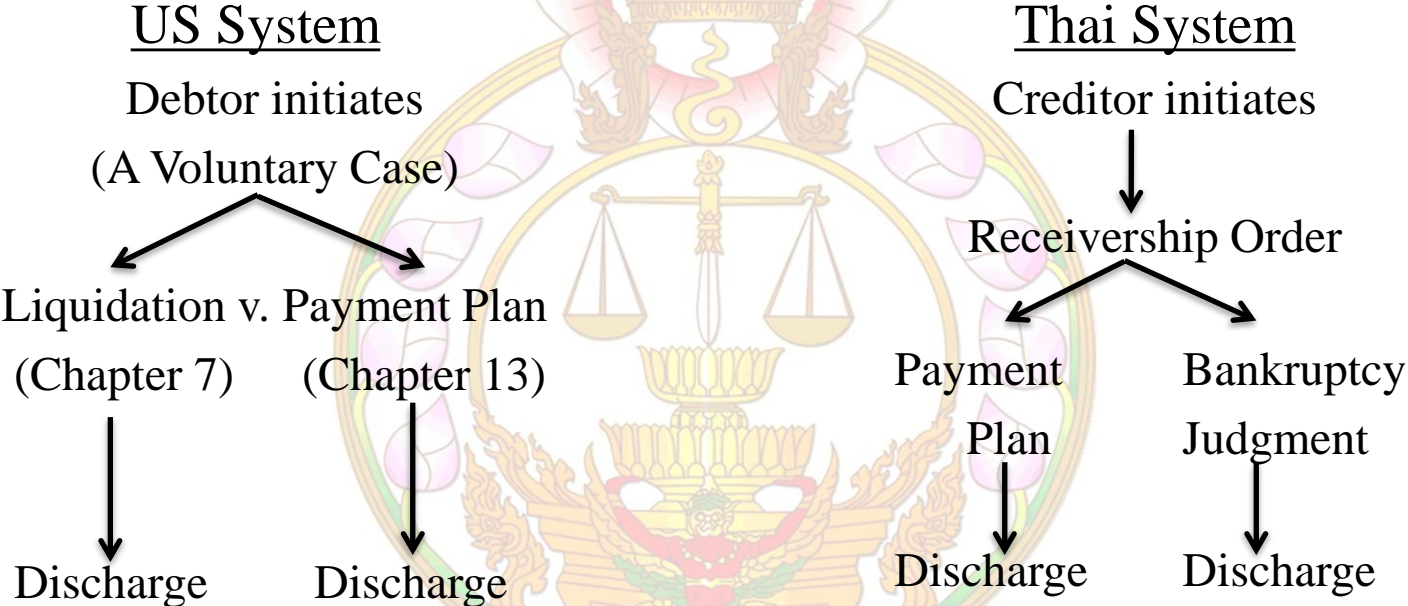 US System
Debtor initiates
(A Voluntary Case)
Liquidation v. Payment Plan
(Chapter 7) (Chapter 13)
Discharge Discharge
Thai System
Creditor initiates
Receivership Order
Payment Plan
Bankruptcy Judgment
Discharge Discharge